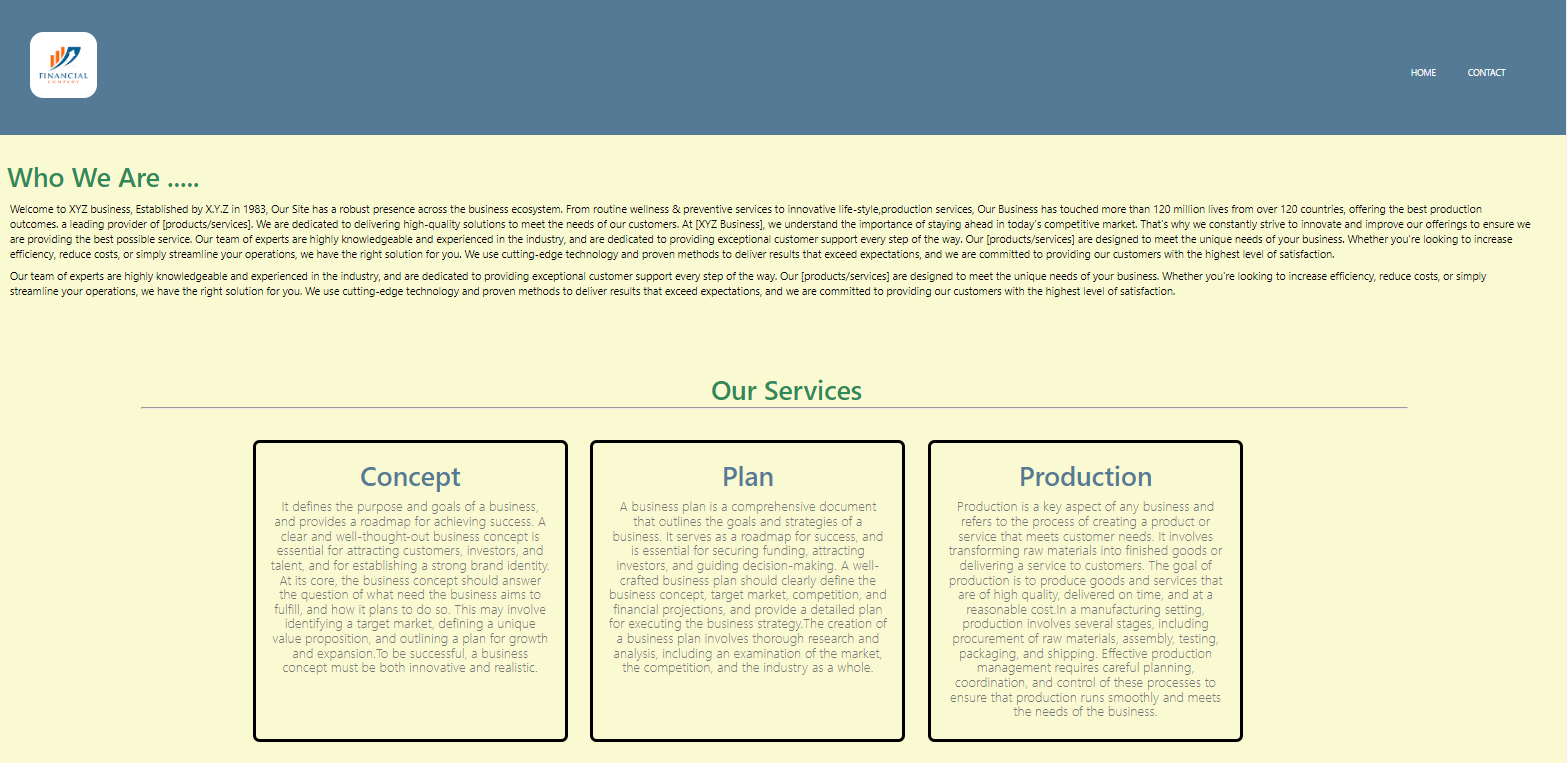 FINANCIAL
COMPANY
HOME CONTACT
Who We Are .....
Welcome to XYZ business, Established by X.Y.Z in 1983, Our Site has a robust presence across the business ecosystem. From routine wellness & preventive services to innovative life-style,production services, Our Business has touched more than 120 million lives from over 120 countries, offering the best production
outcomes. a leading provider of [products/services]. We are dedicated to delivering high-quality solutions to meet the needs of our customers. At [XYZ Business], we understand the importance of staying ahead in today's competitive market. That's why we constantly strive to innovate and improve our offerings to ensure we
are providing the best possible service. Our team of experts are highly knowledgeable and experienced in the industry, and are dedicated to providing exceptional customer support every step of the way. Our [products/services] are designed to meet the unique needs of your business. Whether you're looking to increase
efficiency, reduce costs, or simply streamline your operations, we have the right solution for you. We use cutting-edge technology and proven methods to deliver results that exceed expectations, and we are committed to providing our customers with the highest level of satisfaction.
Our team of experts are highly knowledgeable and experienced in the industry, and are dedicated to providing exceptional customer support every step of the way. Our [products/services] are designed to meet the unique needs of your business. Whether you're looking to increase efficiency, reduce costs, or simply
streamline your operations, we have the right solution for you. We use cutting-edge technology and proven methods to deliver results that exceed expectations, and we are committed to providing our customers with the highest level of satisfaction.
Our Services
Concept
It defines the purpose and goals of a business,
and provides a roadmap for achieving success. A
clear and well-thought-out business concept is
essential for attracting customers, investors, and
talent, and for establishing a strong brand identity.
At its core, the business concept should answer
the question of what need the business aims to
fulfill, and how it plans to do so. This may involve
identifying a target market, defining a unique
value proposition, and outlining a plan for growth
and expansion.To be successful, a business
concept must be both innovative and realistic.
Plan
A business plan is a comprehensive document
that outlines the goals and strategies of a
business. It serves as a roadmap for success, and
is essential for securing funding, attracting
investors, and guiding decision-making. A well-
crafted business plan should clearly define the
business concept, target market, competition, and
financial projections, and provide a detailed plan
for executing the business strategy.The creation of
a business plan involves thorough research and
analysis, including an examination of the market,
the competition, and the industry as a whole.
Production
Production is a key aspect of any business and
refers to the process of creating a product or
service that meets customer needs. It involves
transforming raw materials into finished goods or
delivering a service to customers. The goal of
production is to produce goods and services that
are of high quality, delivered on time, and at a
reasonable cost.In a manufacturing setting,
production involves several stages, including
procurement of raw materials, assembly, testing,
packaging, and shipping. Effective production
management requires careful planning,
coordination, and control of these processes to
ensure that production runs smoothly and meets
the needs of the business.